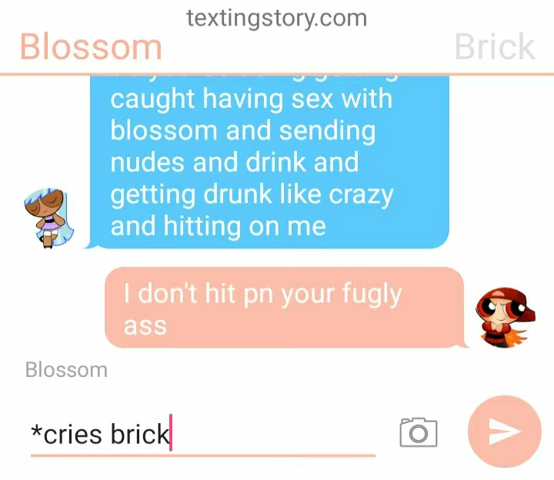 textingstory.com
Blossom
Brick
caught having sex with
blossom and sending
nudes and drink and
getting drunk like crazy
and hitting on me
I don't hit pn your fugly
ass
Blossom
*cries brick